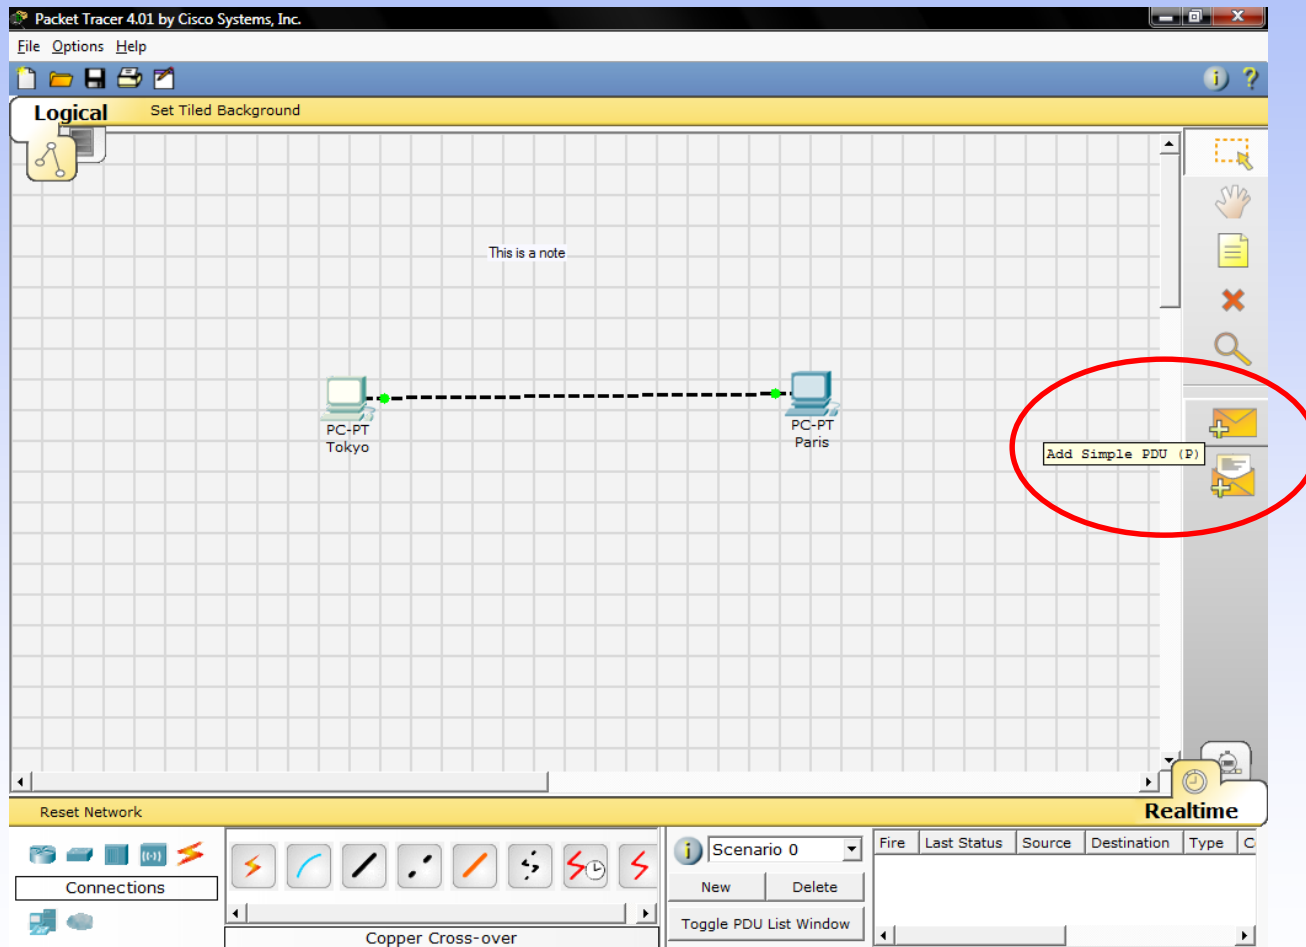 Packet Tracer 4.01 by Cisco Systems, Inc.
File Options Help
Logical
Set Tiled Background
This is a note
PC-PT
Tokyo
PC-PT
Paris
Add Simple PDU (P)
Reset Network
Realtime
Connections
Copper Cross-over
Scenario 0
New
Delete
Toggle PDU List Window
Fire Last Status Source Destination Type C